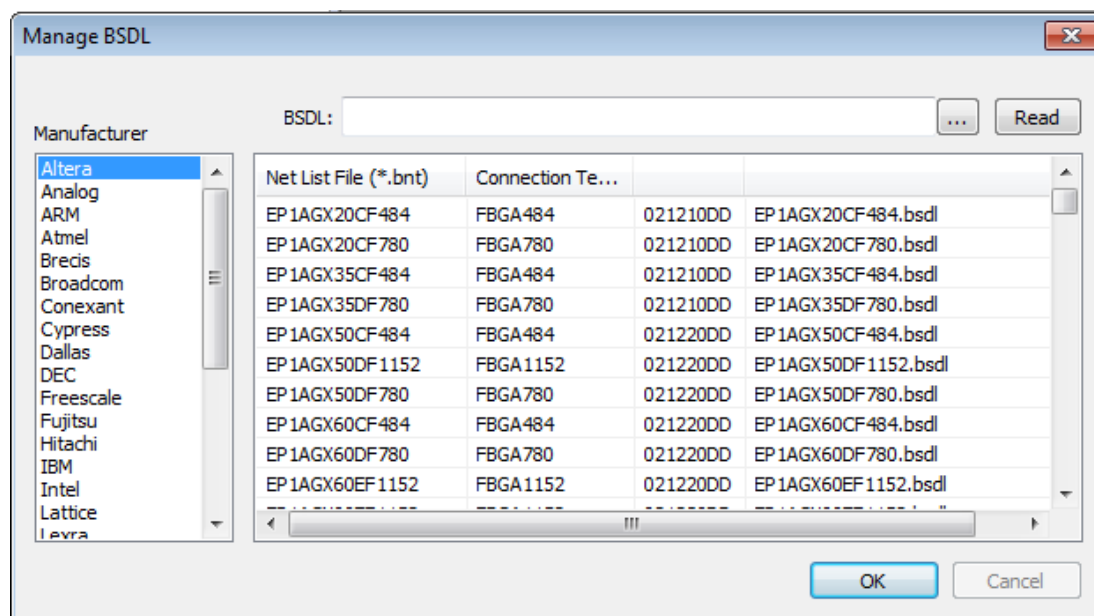 Manage BSDL
BSDL:
...
Read
Manufacturer
Altera
Analog
ARM
Atmel
Brecis
Broadcom
Conexant
Cypress
Dallas
DEC
Freescale
Fujitsu
Hitachi
IBM
Intel
Lattice
Lexra
Net List File (*.bnt) Connection Te...
EP1AGX20CF484 FBGA484 021210DD EP1AGX20CF484.bsdl
EP1AGX20CF780 FBGA780 021210DD EP1AGX20CF780.bsdl
EP1AGX35CF484 FBGA484 021210DD EP1AGX35CF484.bsdl
EP1AGX35DF780 FBGA780 021210DD EP1AGX35DF780.bsdl
EP1AGX50CF484 FBGA484 021220DD EP1AGX50CF484.bsdl
EP1AGX50DF1152 FBGA1152 021220DD EP1AGX50DF1152.bsdl
EP1AGX50DF780 FBGA780 021220DD EP1AGX50DF780.bsdl
EP1AGX60CF484 FBGA484 021220DD EP1AGX60CF484.bsdl
EP1AGX60DF780 FBGA780 021220DD EP1AGX60DF780.bsdl
EP1AGX60EF1152 FBGA1152 021220DD EP1AGX60EF1152.bsdl
OK
Cancel